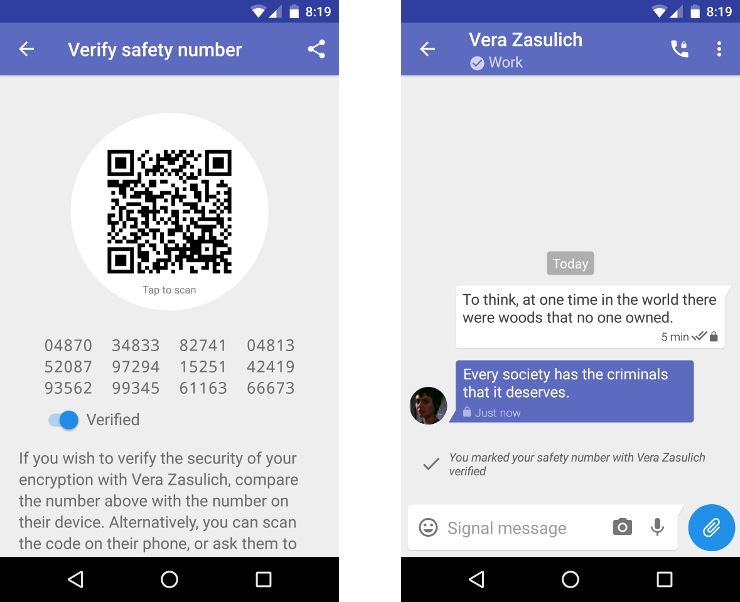 8:19
Verify safety number
Tap to scan
04870 34833 82741 04813
52087 97294 15251 42419
93562 99345 61163 66673
Verified
If you wish to verify the security of your
encryption with Vera Zasulich, compare
the number above with the number on
their device. Alternatively, you can scan
the code on their phone, or ask them to
8:19
Vera Zasulich
Work
Today
To think, at one time in the world there
were woods that no one owned.
5 min
Every society has the criminals
that it deserves.
Just now
You marked your safety number with Vera Zasulich
verified
Signal message